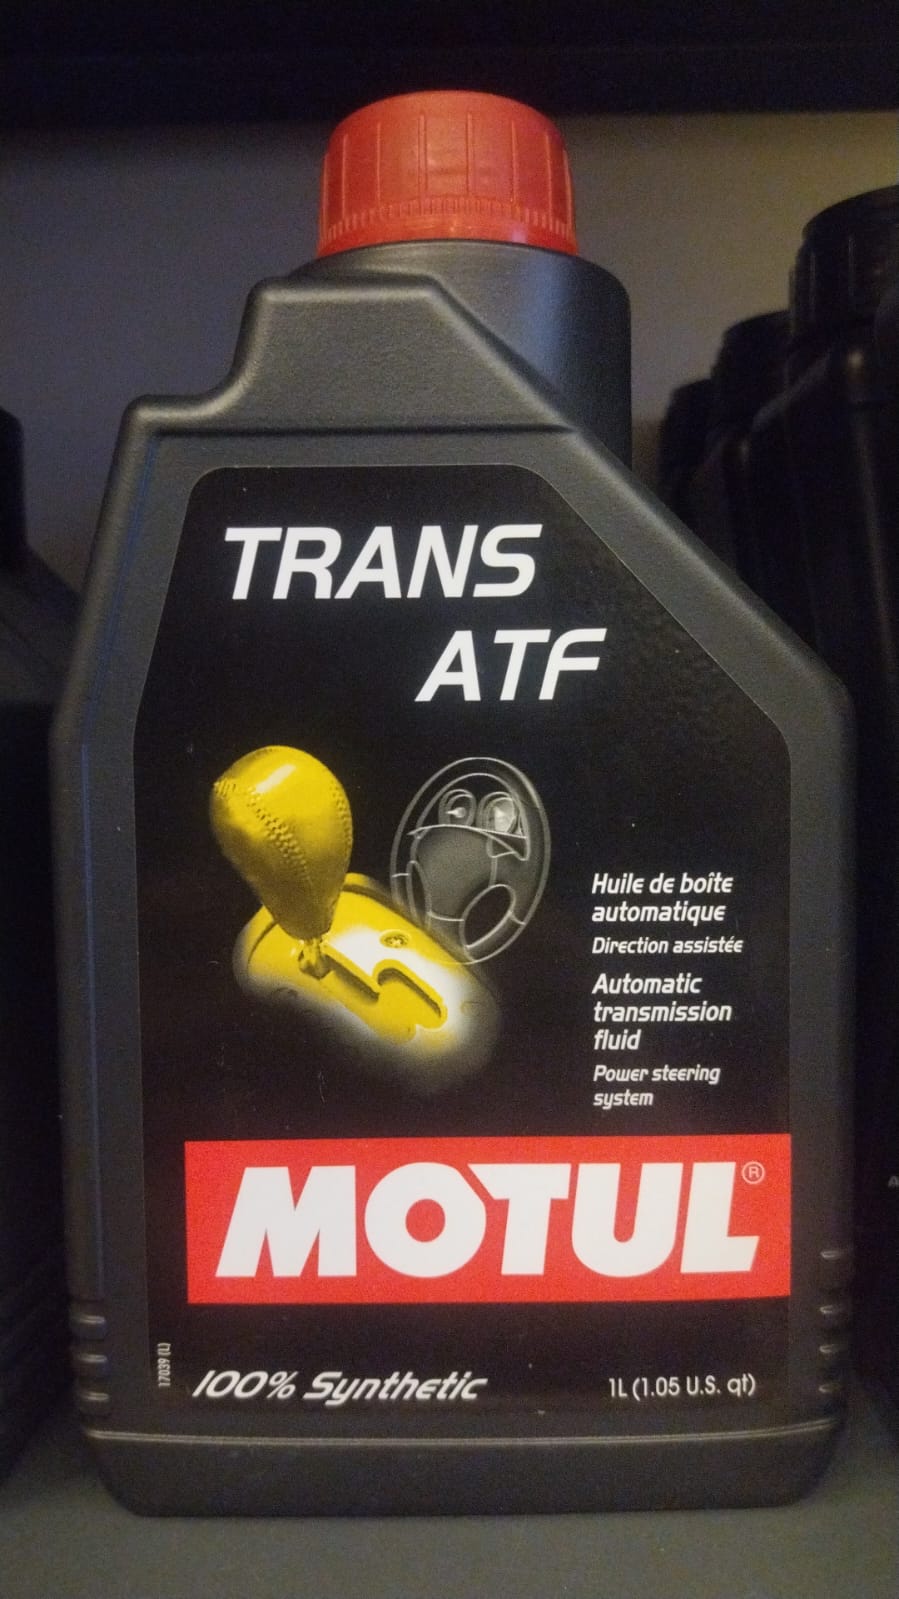 TRANS
ATF
Huile de boîte
automatique
Direction assistée
Automatic
transmission
fluid
Power steering
system
MOTUL®
17039 (L)
100% Synthetic
1L (1.05 U.S. qt)